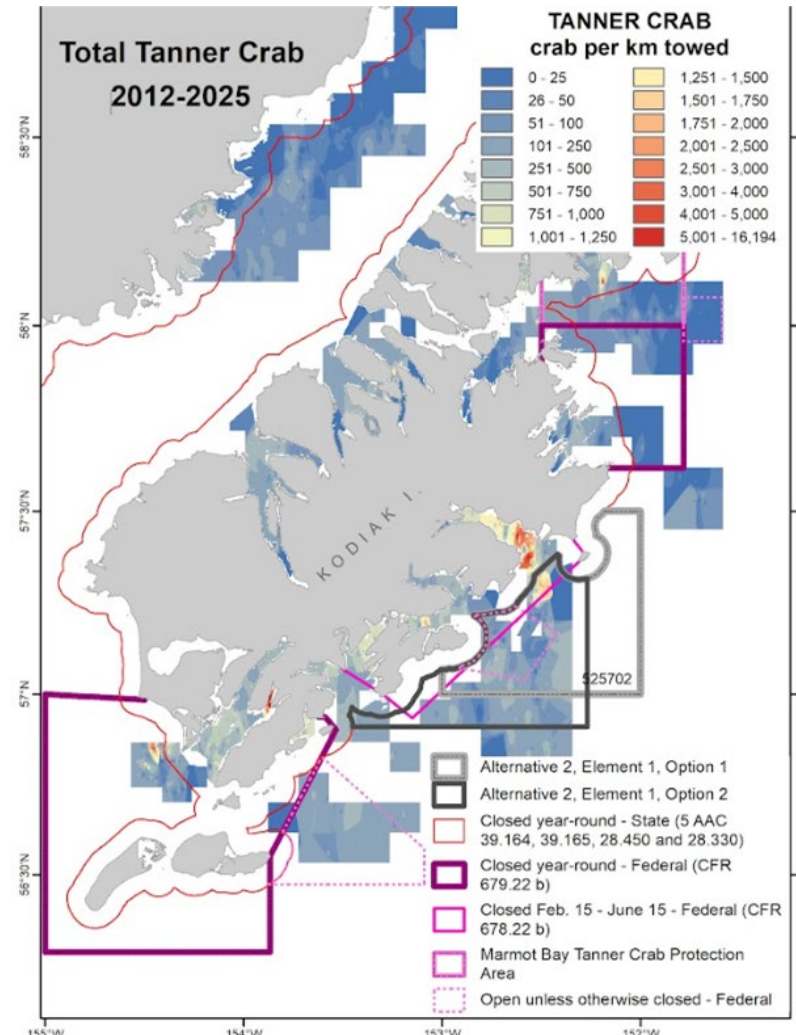 Total Tanner Crab
2012-2025
TANNER CRAB
crab per km towed
0 - 25
26 - 50
51 - 100
101 - 250
251 - 500
501 - 750
751 - 1,000
1,001 - 1,250
1,251 - 1,500
1,501 - 1,750
1,751 - 2,000
2,001 - 2,500
2,501 - 3,000
3,001 - 4,000
4,001 - 5,000
5,001 - 16,194
58°30'N
58°N
57°30'N
57°N
56°30'N
KODIAK I.
525702
Alternative 2, Element 1, Option 1
Alternative 2, Element 1, Option 2
Closed year-round - State (5 AAC
39.164, 39.165, 28.450 and 28.330)
Closed year-round - Federal (CFR
679.22 b)
Closed Feb. 15 - June 15 - Federal (CFR
678.22 b)
Marmot Bay Tanner Crab Protection
Area
Open unless otherwise closed - Federal
155°W
154°W
153°W
152°W